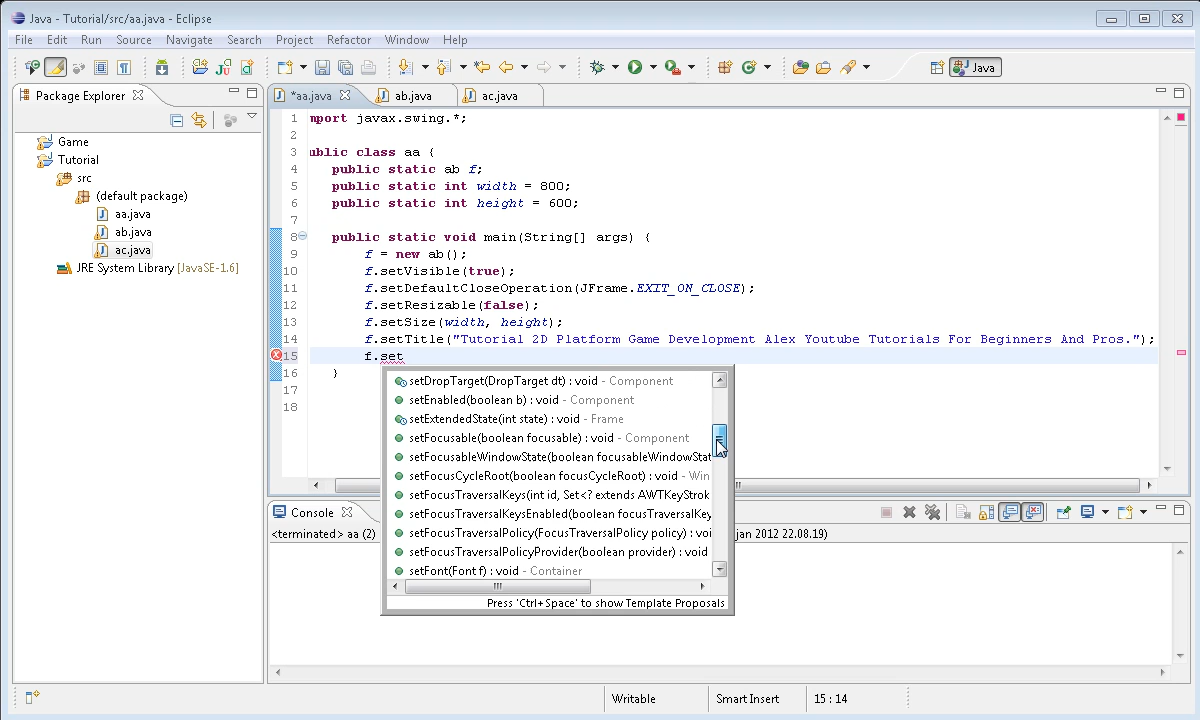 Java - Tutorial/src/aa.java - Eclipse
File Edit Run Source Navigate Search Project Refactor Window Help
Java
Package Explorer
*aa.java ab.java ac.java
Game
Tutorial
src
(default package)
aa.java
ab.java
ac.java
JRE System Library [JavaSE-1.6]
1 mport javax.swing.*;
2
3 ublic class aa {
4 public static ab f;
5 public static int width = 800;
6 public static int height = 600;
7
8 public static void main(String[] args) {
9 f = new ab();
10 f.setVisible(true);
11 f.setDefaultCloseOperation(JFrame.EXIT_ON_CLOSE);
12 f.setResizable(false);
13 f.setSize(width, height);
14 f.setTitle("Tutorial 2D Platform Game Development Alex Youtube Tutorials For Beginners And Pros.");
15 f.set
16 }
17
18
setDropTarget(DropTarget dt) : void - Component
setEnabled(boolean b) : void - Component
setExtendedState(int state) : void - Frame
setFocusable(boolean focusable) : void - Component
setFocusableWindowState(boolean focusableWindowStat
setFocusCycleRoot(boolean focusCycleRoot) : void - Win
setFocusTraversalKeys(int id, Set<? extends AWTKeyStrok
setFocusTraversalKeysEnabled(boolean focusTraversalKey
setFocusTraversalPolicy(FocusTraversalPolicy policy) : voi
setFocusTraversalPolicyProvider(boolean provider) : void
setFont(Font f) : void - Container
Press 'Ctrl+Space' to show Template Proposals
Console
<terminated> aa (2) jan 2012 22.08.19)
Writable Smart Insert 15 : 14